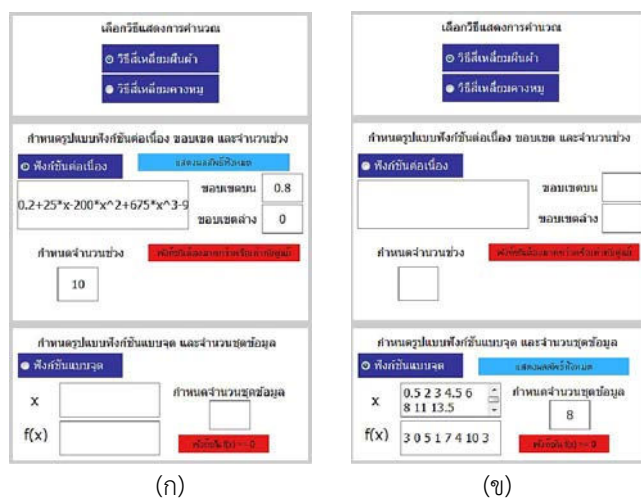 เลือกวิธีแสดงการคำนวณ
วิธีสี่เหลี่ยมผืนผ้า
วิธีสี่เหลี่ยมคางหมู
กำหนดรูปแบบฟังก์ชันต่อเนื่อง ขอบเขต และจำนวนช่วง
ฟังก์ชันต่อเนื่อง
แสดงผลลัพธ์ทั้งหมด
0.2+25*x-200*x^2+675*x^3-9
ขอบเขตบน
0.8
ขอบเขตล่าง
0
กำหนดจำนวนช่วง
10
กำหนดรูปแบบฟังก์ชันแบบจุด และจำนวนชุดข้อมูล
ฟังก์ชันแบบจุด
x
กำหนดจำนวนชุดข้อมูล
f(x)
(ก)
เลือกวิธีแสดงการคำนวณ
วิธีสี่เหลี่ยมผืนผ้า
วิธีสี่เหลี่ยมคางหมู
กำหนดรูปแบบฟังก์ชันต่อเนื่อง ขอบเขต และจำนวนช่วง
ฟังก์ชันต่อเนื่อง
ขอบเขตบน
ขอบเขตล่าง
กำหนดจำนวนช่วง
กำหนดรูปแบบฟังก์ชันแบบจุด และจำนวนชุดข้อมูล
ฟังก์ชันแบบจุด
แสดงผลลัพธ์ทั้งหมด
x
0.5 2 3 4.5 6
8 11 13.5
กำหนดจำนวนชุดข้อมูล
8
f(x)
3 0 5 1 7 4 10 3
(ข)